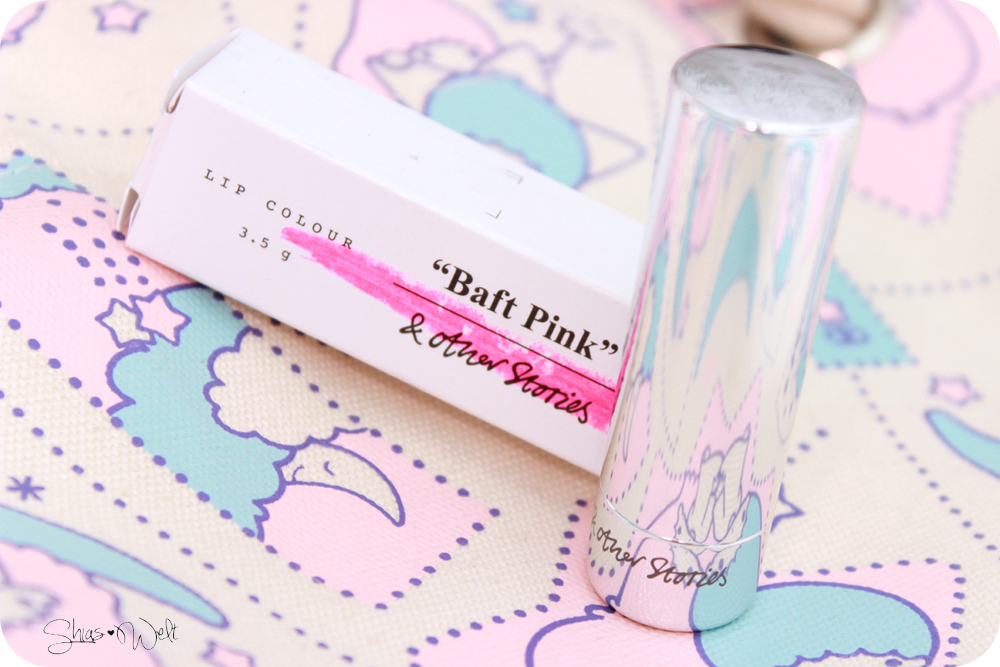 LIP COLOUR
3.5 g
“Baft Pink”
& other Stories
& other Stories
Shias♥Welt